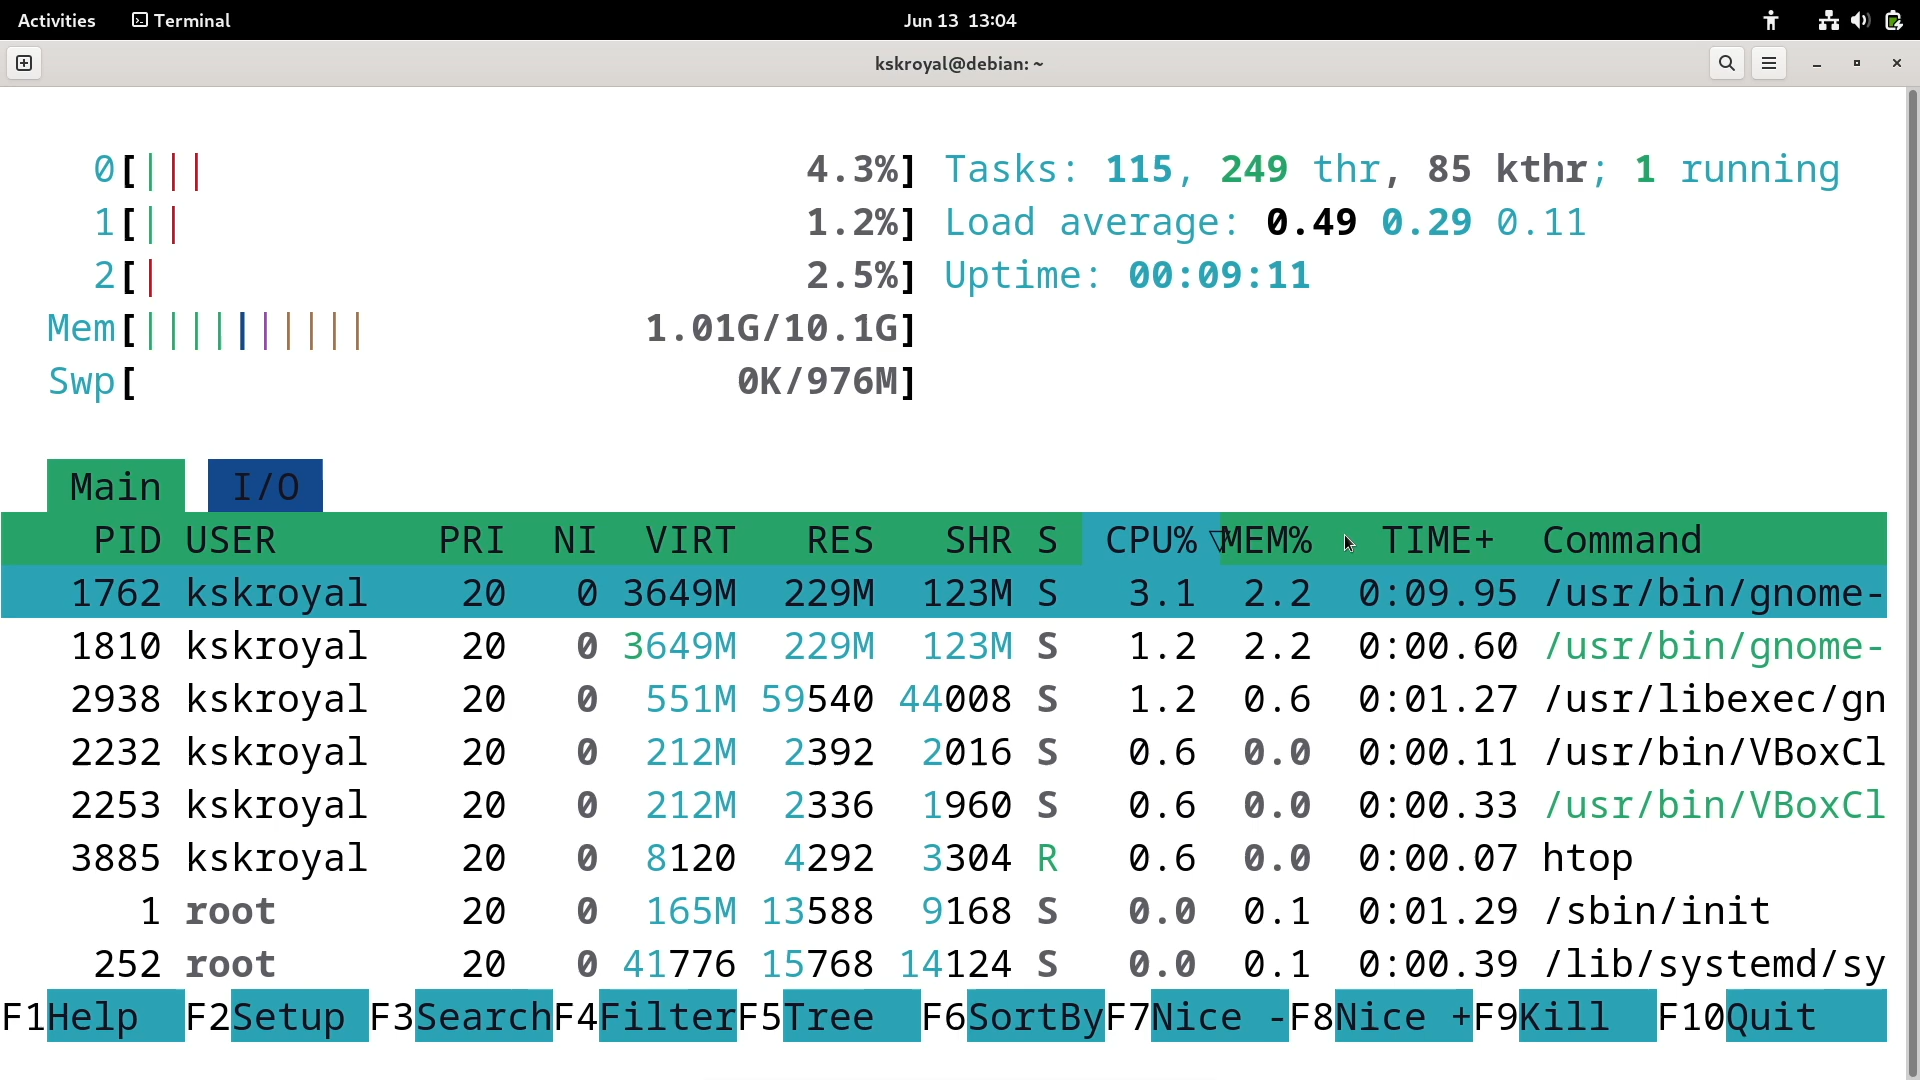 Activities Terminal Jun 13 13:04
kskroyal@debian: ~
0[||| 4.3%] Tasks: 115, 249 thr, 85 kthr; 1 running
1[|| 1.2%] Load average: 0.49 0.29 0.11
2[| 2.5%] Uptime: 00:09:11
Mem[|||||||||| 1.01G/10.1G]
Swp[ 0K/976M]
Main I/O
PID USER PRI NI VIRT RES SHR S CPU%▽MEM% TIME+ Command
1762 kskroyal 20 0 3649M 229M 123M S 3.1 2.2 0:09.95 /usr/bin/gnome-
1810 kskroyal 20 0 3649M 229M 123M S 1.2 2.2 0:00.60 /usr/bin/gnome-
2938 kskroyal 20 0 551M 59540 44008 S 1.2 0.6 0:01.27 /usr/libexec/gn
2232 kskroyal 20 0 212M 2392 2016 S 0.6 0.0 0:00.11 /usr/bin/VBoxCl
2253 kskroyal 20 0 212M 2336 1960 S 0.6 0.0 0:00.33 /usr/bin/VBoxCl
3885 kskroyal 20 0 8120 4292 3304 R 0.6 0.0 0:00.07 htop
1 root 20 0 165M 13588 9168 S 0.0 0.1 0:01.29 /sbin/init
252 root 20 0 41776 15768 14124 S 0.0 0.1 0:00.39 /lib/systemd/sy
F1Help F2Setup F3SearchF4FilterF5Tree F6SortByF7Nice -F8Nice +F9Kill F10Quit